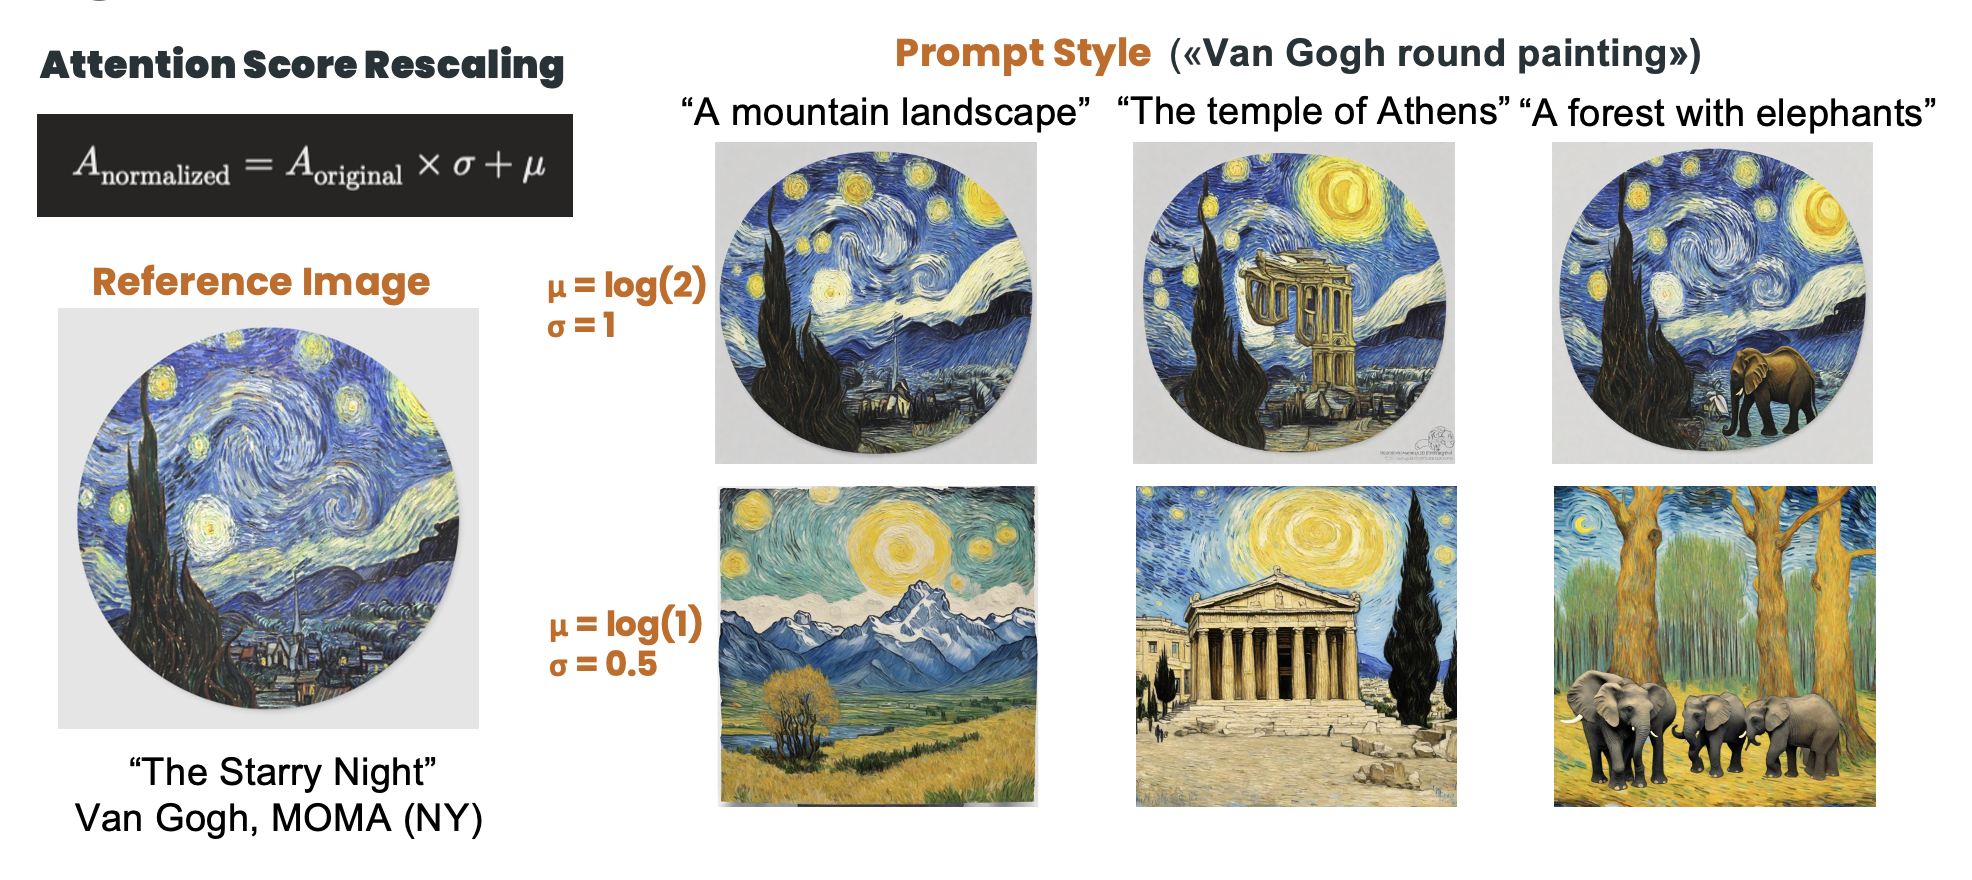 Attention Score Rescaling
A_normalized = A_original × σ + μ
Reference Image
“The Starry Night”
Van Gogh, MOMA (NY)
Prompt Style («Van Gogh round painting»)
“A mountain landscape” “The temple of Athens” “A forest with elephants”
μ = log(2)
σ = 1
μ = log(1)
σ = 0.5